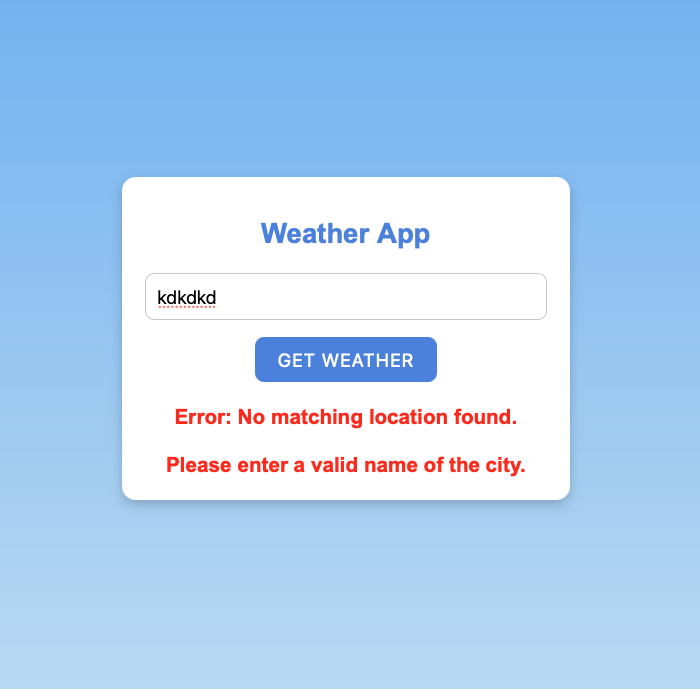 Weather App
kdkdkd
GET WEATHER
Error: No matching location found.
Please enter a valid name of the city.